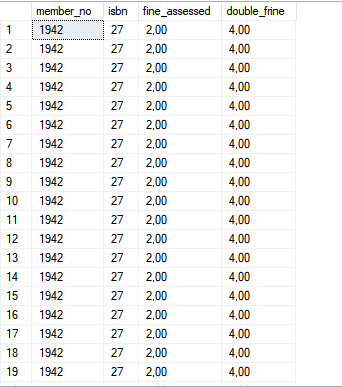 member_no isbn fine_assessed double_frine
1 1942 27 2,00 4,00
2 1942 27 2,00 4,00
3 1942 27 2,00 4,00
4 1942 27 2,00 4,00
5 1942 27 2,00 4,00
6 1942 27 2,00 4,00
7 1942 27 2,00 4,00
8 1942 27 2,00 4,00
9 1942 27 2,00 4,00
10 1942 27 2,00 4,00
11 1942 27 2,00 4,00
12 1942 27 2,00 4,00
13 1942 27 2,00 4,00
14 1942 27 2,00 4,00
15 1942 27 2,00 4,00
16 1942 27 2,00 4,00
17 1942 27 2,00 4,00
18 1942 27 2,00 4,00
19 1942 27 2,00 4,00